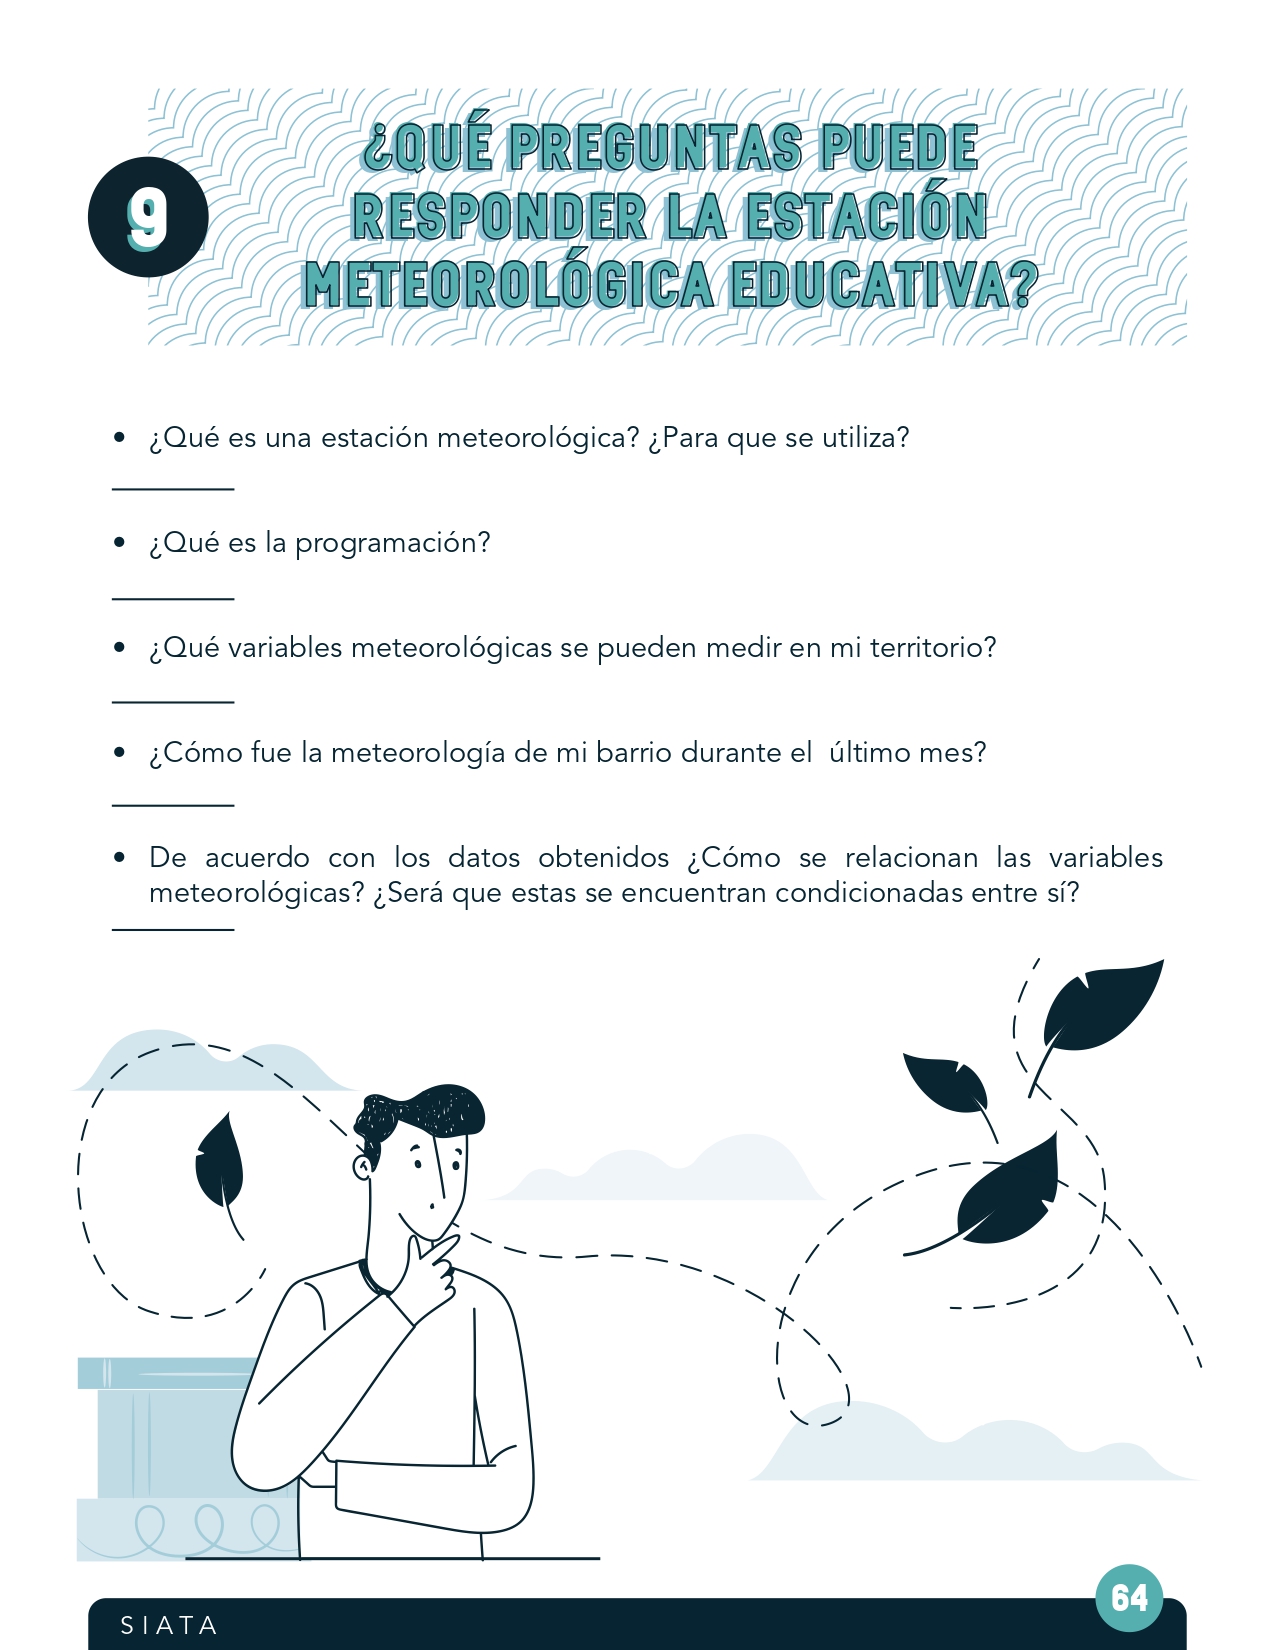 9
¿QUÉ PREGUNTAS PUEDE
RESPONDER LA ESTACIÓN
METEOROLÓGICA EDUCATIVA?
• ¿Qué es una estación meteorológica? ¿Para que se utiliza?
• ¿Qué es la programación?
• ¿Qué variables meteorológicas se pueden medir en mi territorio?
• ¿Cómo fue la meteorología de mi barrio durante el último mes?
• De acuerdo con los datos obtenidos ¿Cómo se relacionan las variables
meteorológicas? ¿Será que estas se encuentran condicionadas entre sí?
64
SIATA